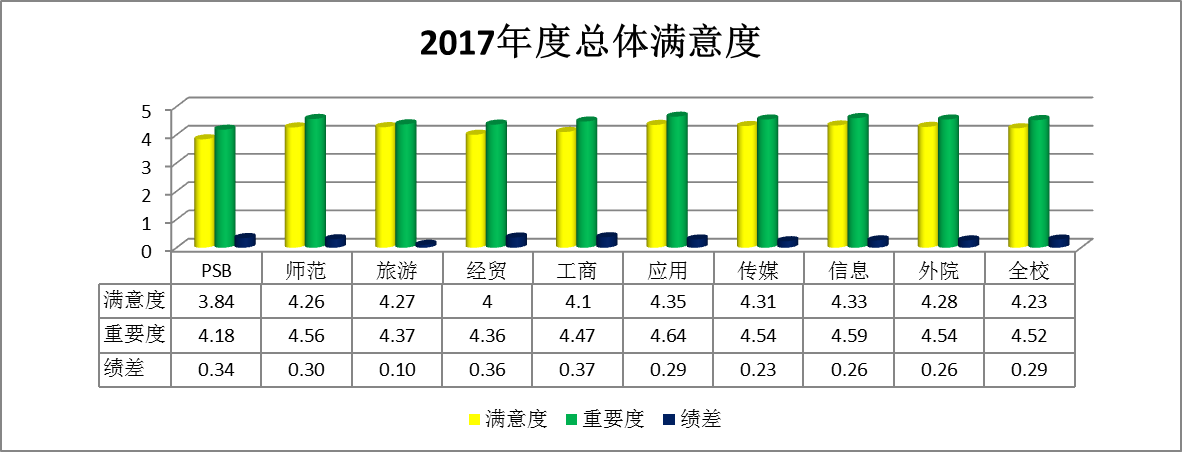 2017年度总体满意度
5
4
3
2
1
0
PSB 师范 旅游 经贸 工商 应用 传媒 信息 外院 全校
满意度 3.84 4.26 4.27 4 4.1 4.35 4.31 4.33 4.28 4.23
重要度 4.18 4.56 4.37 4.36 4.47 4.64 4.54 4.59 4.54 4.52
绩差 0.34 0.30 0.10 0.36 0.37 0.29 0.23 0.26 0.26 0.29
满意度 重要度 绩差